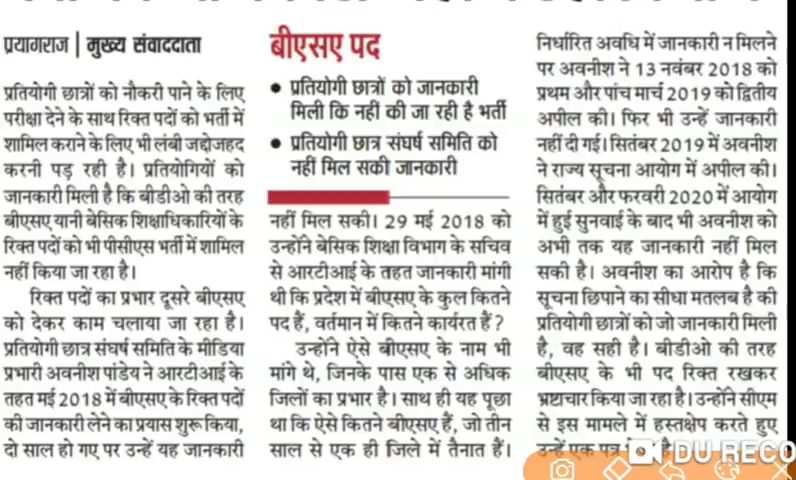 प्रयागराज | मुख्य संवाददाता
प्रतियोगी छात्रों को नौकरी पाने के लिए
परीक्षा देने के साथ रिक्त पदों को भर्ती में
शामिल कराने के लिए भी लंबी जद्दोजहद
करनी पड़ रही है। प्रतियोगियों को
जानकारी मिली है कि बीडीओ की तरह
बीएसए यानी बेसिक शिक्षाधिकारियों के
रिक्त पदों को भी पीसीएस भर्ती में शामिल
नहीं किया जा रहा है।
रिक्त पदों का प्रभार दूसरे बीएसए
को देकर काम चलाया जा रहा है।
प्रतियोगी छात्र संघर्ष समिति के मीडिया
प्रभारी अवनीश पांडेय ने आरटीआई के
तहत मई 2018 में बीएसए के रिक्त पदों
की जानकारी लेने का प्रयास शुरू किया,
दो साल हो गए पर उन्हें यह जानकारी
बीएसए पद
• प्रतियोगी छात्रों को जानकारी
मिली कि नहीं की जा रही है भर्ती
• प्रतियोगी छात्र संघर्ष समिति को
नहीं मिल सकी जानकारी
नहीं मिल सकी। 29 मई 2018 को
उन्होंने बेसिक शिक्षा विभाग के सचिव
से आरटीआई के तहत जानकारी मांगी
थी कि प्रदेश में बीएसए के कुल कितने
पद हैं, वर्तमान में कितने कार्यरत हैं?
उन्होंने ऐसे बीएसए के नाम भी
मांगे थे, जिनके पास एक से अधिक
जिलों का प्रभार है। साथ ही यह पूछा
था कि ऐसे कितने बीएसए हैं, जो तीन
साल से एक ही जिले में तैनात हैं।
निर्धारित अवधि में जानकारी न मिलने
पर अवनीश ने 13 नवंबर 2018 को
प्रथम और पांच मार्च 2019 को द्वितीय
अपील की। फिर भी उन्हें जानकारी
नहीं दी गई। सितंबर 2019 में अवनीश
ने राज्य सूचना आयोग में अपील की।
सितंबर और फरवरी 2020 में आयोग
में हुई सुनवाई के बाद भी अवनीश को
अभी तक यह जानकारी नहीं मिल
सकी है। अवनीश का आरोप है कि
सूचना छिपाने का सीधा मतलब है की
प्रतियोगी छात्रों को जो जानकारी मिली
है, वह सही है। बीडीओ की तरह
बीएसए के भी पद रिक्त रखकर
भ्रष्टाचार किया जा रहा है। उन्होंने सीएम
से इस मामले में हस्तक्षेप करते हुए
उन्हें एक पत्र
DU RECO